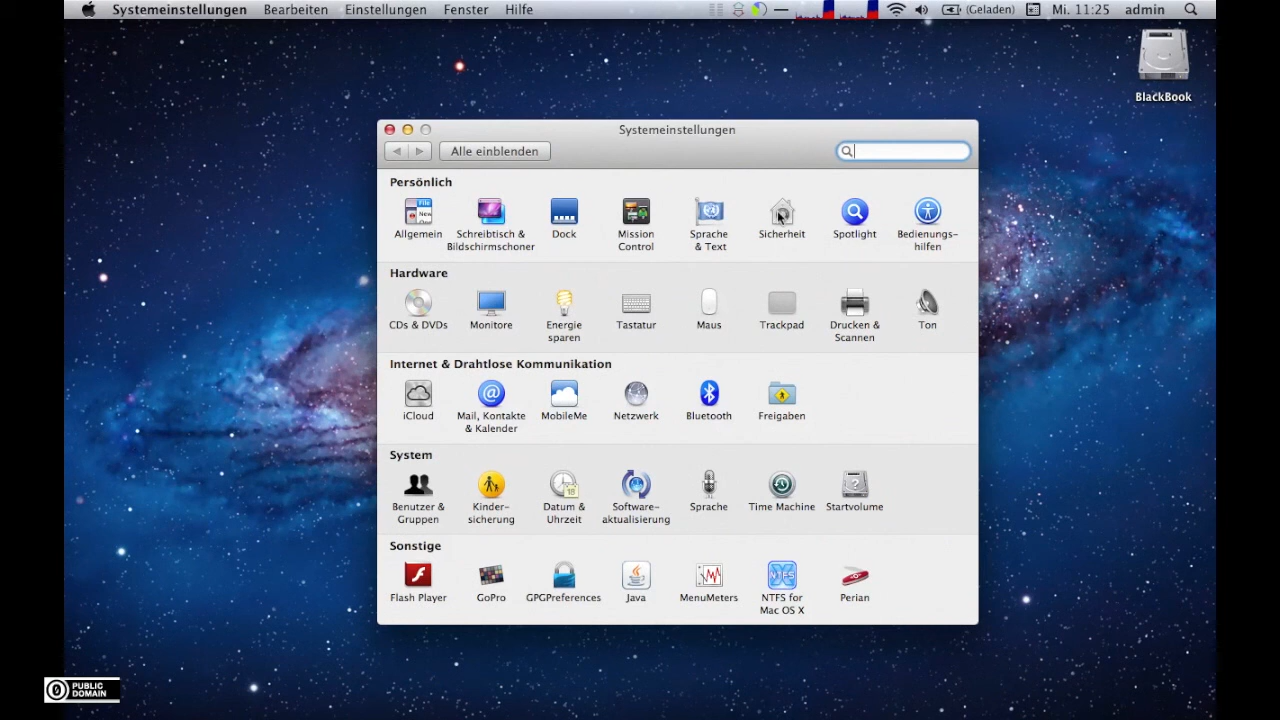 Systemeinstellungen Bearbeiten Einstellungen Fenster Hilfe (Geladen) Mi. 11:25 admin
BlackBook
Systemeinstellungen
Alle einblenden
Persönlich
Allgemein
Schreibtisch &
Bildschirmschoner
Dock
Mission
Control
Sprache
& Text
Sicherheit
Spotlight
Bedienungs-
hilfen
Hardware
CDs & DVDs
Monitore
Energie
sparen
Tastatur
Maus
Trackpad
Drucken &
Scannen
Ton
Internet & Drahtlose Kommunikation
iCloud
Mail, Kontakte
& Kalender
MobileMe
Netzwerk
Bluetooth
Freigaben
System
Benutzer &
Gruppen
Kinder-
sicherung
Datum &
Uhrzeit
Software-
aktualisierung
Sprache
Time Machine
Startvolume
Sonstige
Flash Player
GoPro
GPGPreferences
Java
MenuMeters
NTFS for
Mac OS X
Perian
PUBLIC
DOMAIN